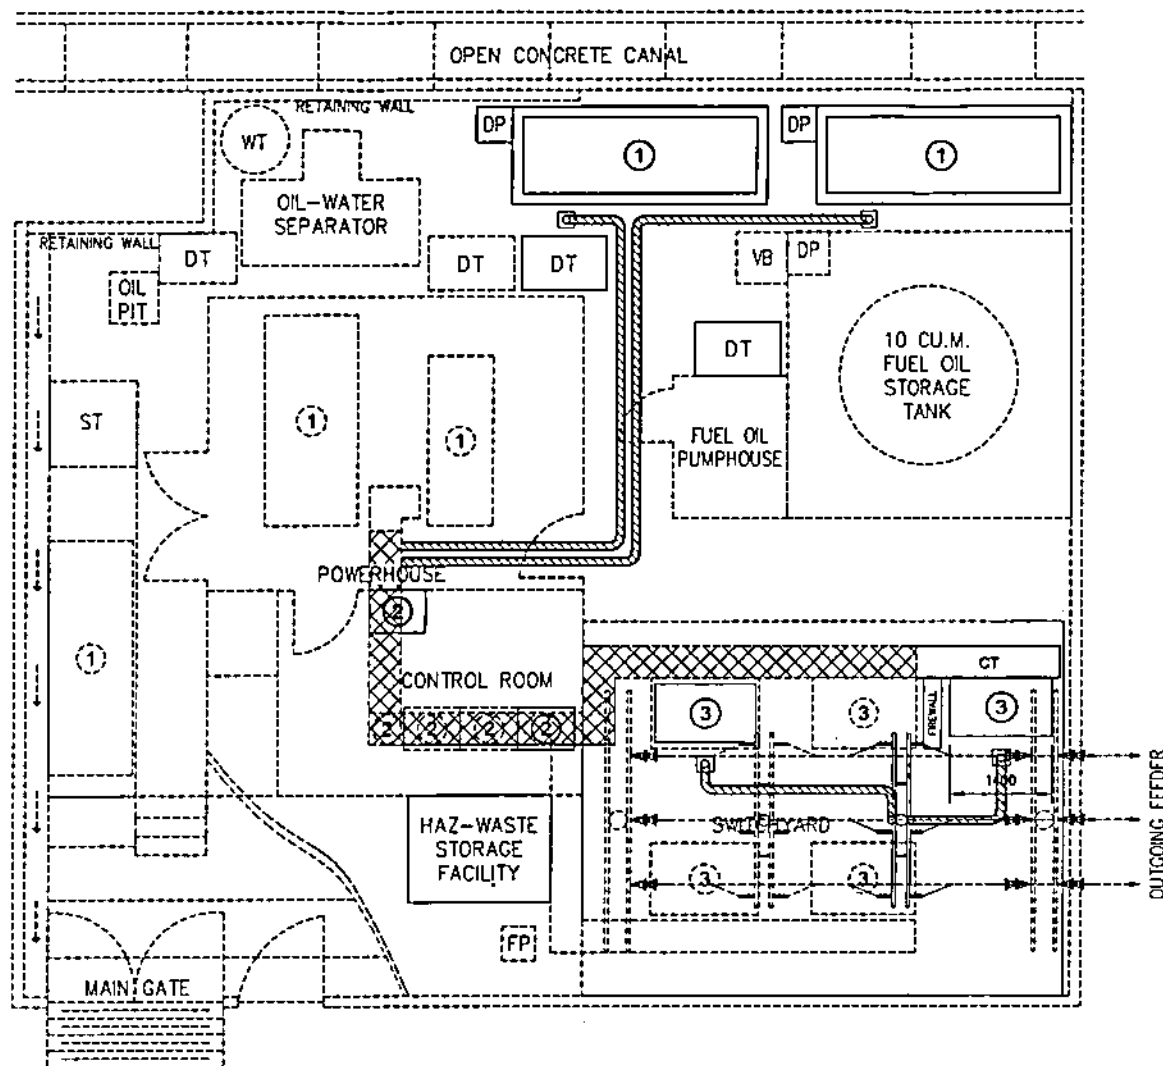 OPEN CONCRETE CANAL
RETAINING WALL
WT
DP
1
DP
1
OIL-WATER
SEPARATOR
RETAINING WALL
DT
DT
DT
VB
DP
OIL
PIT
DT
10 CU.M.
FUEL OIL
STORAGE
TANK
ST
1
1
FUEL OIL
PUMPHOUSE
POWERHOUSE
2
1
CONTROL ROOM
CT
3
3
FIREWALL
3
2
2
2
2
1400
HAZ-WASTE
STORAGE
FACILITY
SWITCHYARD
OUTGOING FEEDER
3
3
FP
MAIN GATE